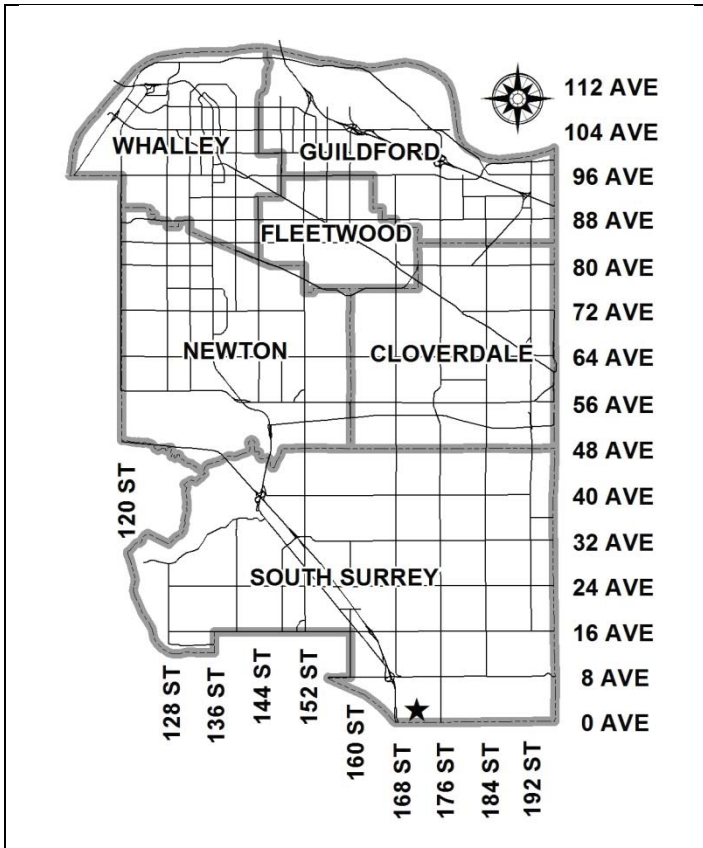 112 AVE
104 AVE
WHALLEY
GUILDFORD
96 AVE
88 AVE
FLEETWOOD
80 AVE
72 AVE
NEWTON
CLOVERDALE
64 AVE
56 AVE
48 AVE
120 ST
40 AVE
32 AVE
SOUTH SURREY
24 AVE
16 AVE
128 ST
136 ST
144 ST
152 ST
160 ST
8 AVE
0 AVE
168 ST
176 ST
184 ST
192 ST